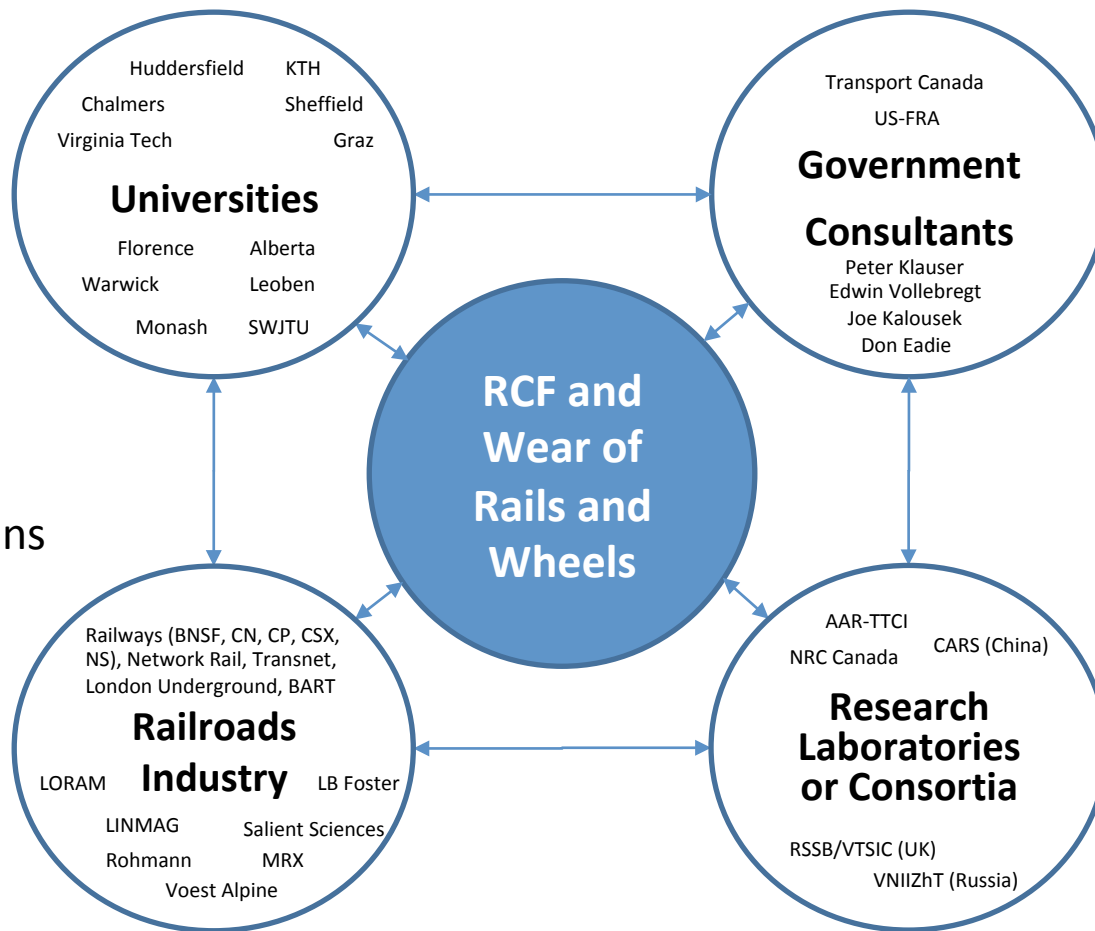 Huddersfield KTH
Chalmers Sheffield
Virginia Tech Graz
Universities
Florence Alberta
Warwick Leoben
Monash SWJTU
Transport Canada
US-FRA
Government
Consultants
Peter Klauser
Edwin Vollebregt
Joe Kalousek
Don Eadie
RCF and
Wear of
Rails and
Wheels
ns
Railways (BNSF, CN, CP, CSX,
NS), Network Rail, Transnet,
London Underground, BART
Railroads
Industry
LORAM LB Foster
LINMAG Salient Sciences
Rohmann MRX
Voest Alpine
AAR-TTCI
CARS (China)
NRC Canada
Research
Laboratories
or Consortia
RSSB/VTSIC (UK)
VNIIZhT (Russia)